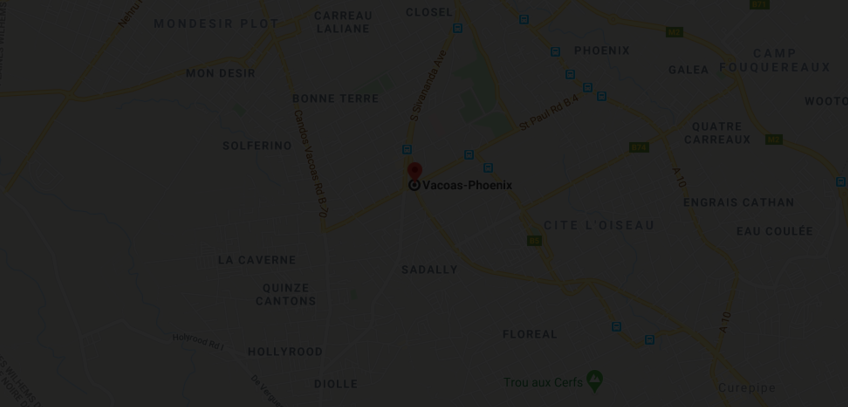 CLOSEL
CARREAU
LALIANE
MONDESIR PLOT
PHOENIX
CAMP
FOUQUEREAUX
GALEA
MON DESIR
BONNE TERRE
S Sivananda Ave
St Paul Rd B.4
Candos Vacoas Rd B.70
QUATRE
CARREAUX
SOLFERINO
A 10
Vacoas-Phoenix
ENGRAIS CATHAN
CITE L'OISEAU
EAU COULÉE
LA CAVERNE
SADALLY
QUINZE
CANTONS
A 10
FLOREAL
HOLLYROOD
DIOLLE
Trou aux Cerfs
Curepipe